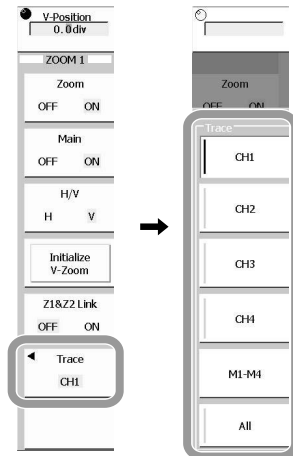 V-Position
0.0div
ZOOM 1
Zoom
OFF ON
Main
OFF ON
H/V
H V
Initialize
V-Zoom
Z1&Z2 Link
OFF ON
Trace
CH1
Zoom
OFF ON
Trace
CH1
CH2
CH3
CH4
M1-M4
All